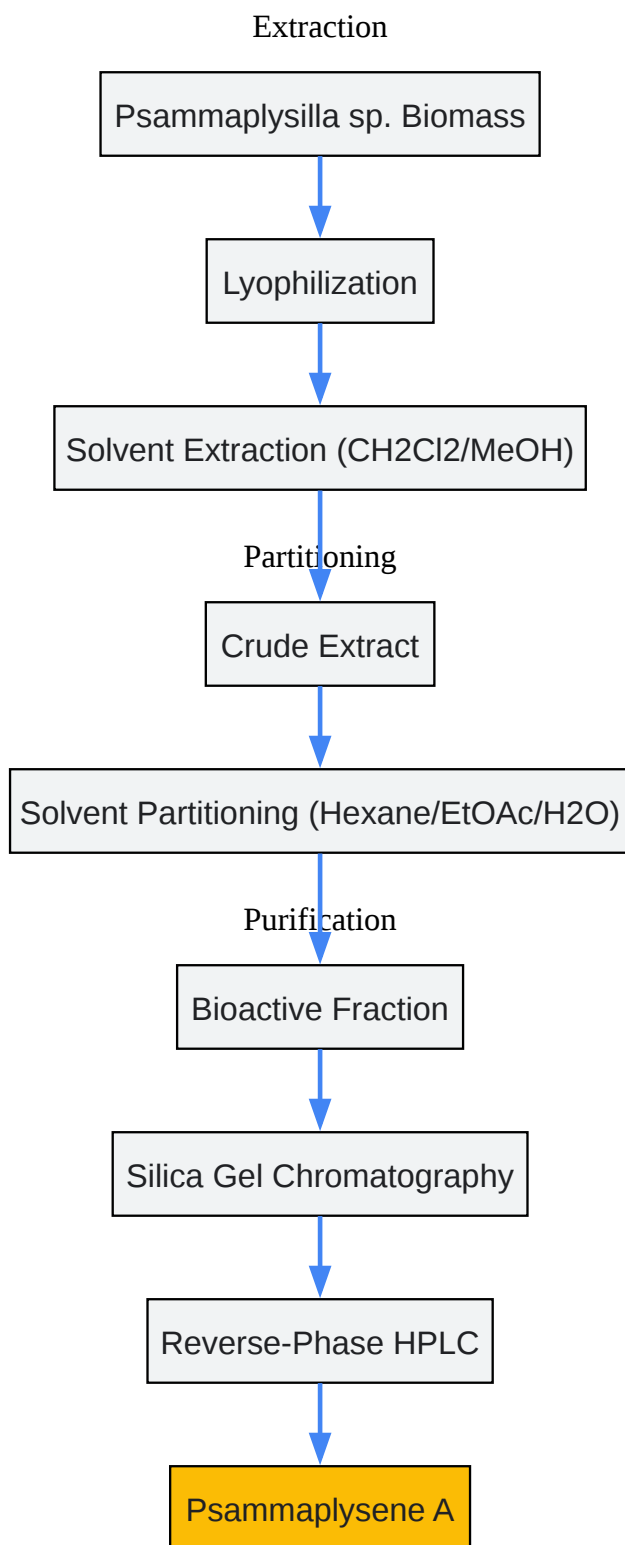 Extraction
Psammaplysilla sp. Biomass
Lyophilization
Solvent Extraction (CH2Cl2/MeOH)
Partitioning
Crude Extract
Solvent Partitioning (Hexane/EtOAc/H2O)
Purification
Bioactive Fraction
Silica Gel Chromatography
Reverse-Phase HPLC
Psammaplysene A